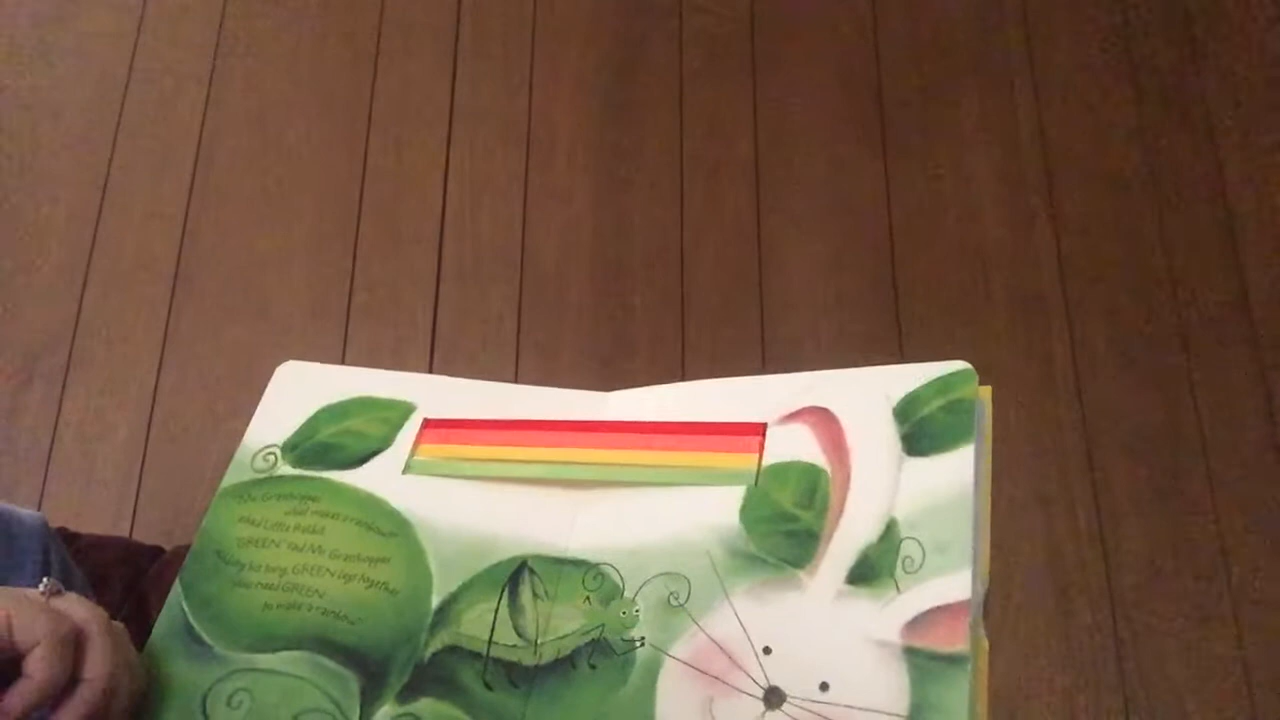 "Mr. Grasshopper,
what makes a rainbow?"
asked Little Rabbit.
"GREEN," said Mr. Grasshopper
rubbing his long, GREEN legs together.
"You need GREEN
to make a rainbow."